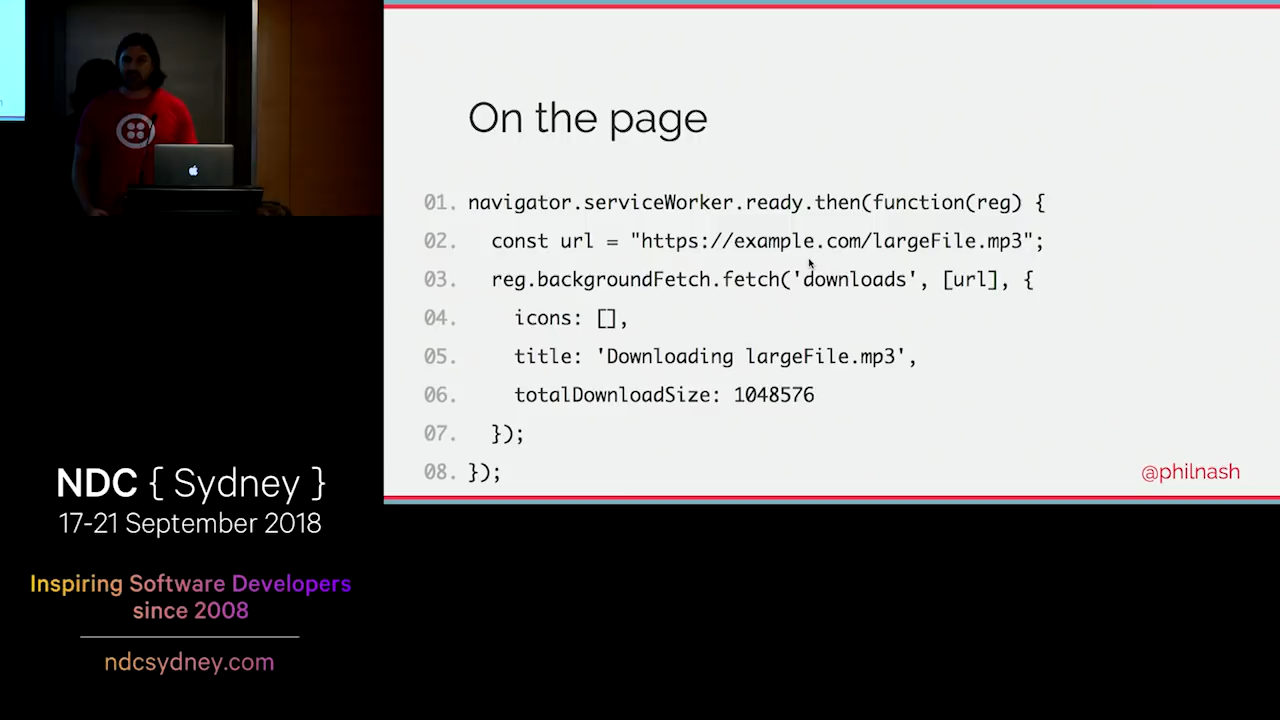 On the page
01. navigator.serviceWorker.ready.then(function(reg) {
02. const url = "https://example.com/largeFile.mp3";
03. reg.backgroundFetch.fetch('downloads', [url], {
04. icons: [],
05. title: 'Downloading largeFile.mp3',
06. totalDownloadSize: 1048576
07. });
08. });
@philnash
NDC { Sydney }
17-21 September 2018
Inspiring Software Developers
since 2008
ndcsydney.com